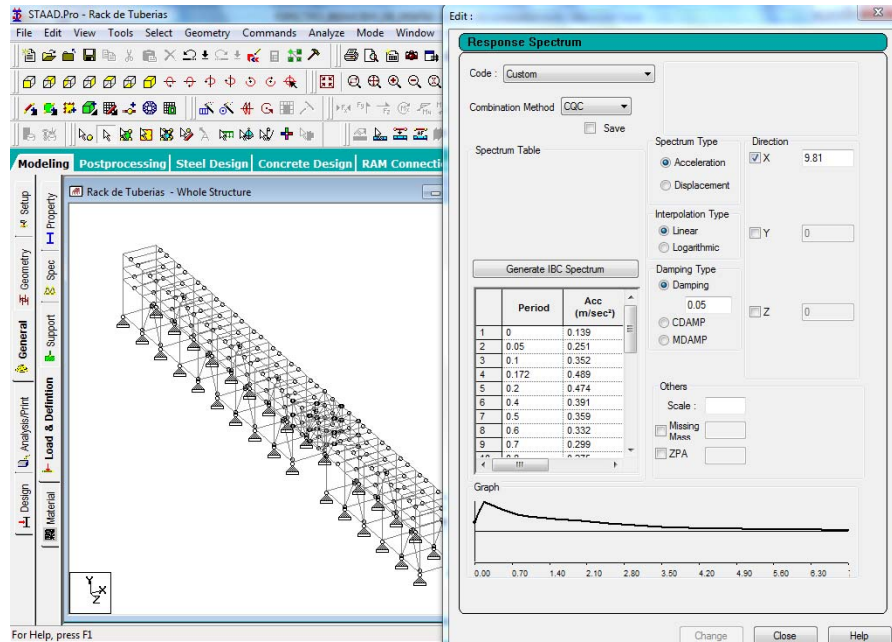 STAAD.Pro - Rack de Tuberias
File Edit View Tools Select Geometry Commands Analyze Mode Window
Modeling Postprocessing Steel Design Concrete Design RAM Connecti
Rack de Tuberias - Whole Structure
Setup
Geometry
General
Analysis/Print
Design
Property
Spec
Support
Load & Definition
Material
Y
X
Z
For Help, press F1
Edit :
Response Spectrum
Code : Custom
Combination Method CQC
Save
Spectrum Table
Generate IBC Spectrum
Period Acc (m/sec²)
1 0 0.139
2 0.05 0.251
3 0.1 0.352
4 0.172 0.489
5 0.2 0.474
6 0.4 0.391
7 0.5 0.359
8 0.6 0.332
9 0.7 0.299
Spectrum Type
Acceleration
Displacement
Interpolation Type
Linear
Logarithmic
Damping Type
Damping
0.05
CDAMP
MDAMP
Direction
X 9.81
Y 0
Z 0
Others
Scale :
Missing Mass
ZPA
Graph
0.00 0.70 1.40 2.10 2.80 3.50 4.20 4.90 5.60 6.30
Change Close Help